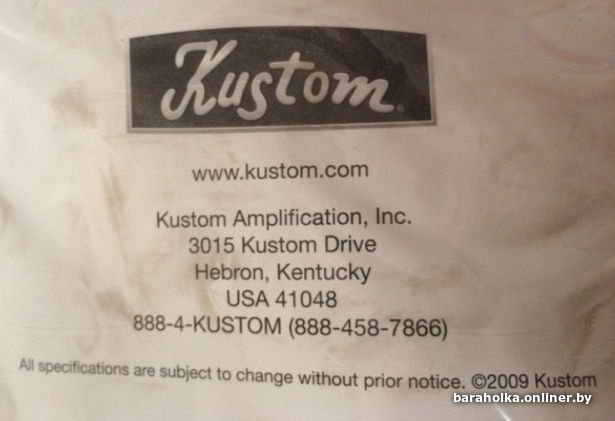 Kustom®
www.kustom.com
Kustom Amplification, Inc.
3015 Kustom Drive
Hebron, Kentucky
USA 41048
888-4-KUSTOM (888-458-7866)
All specifications are subject to change without prior notice. ©2009 Kustom
baraholka.onliner.by